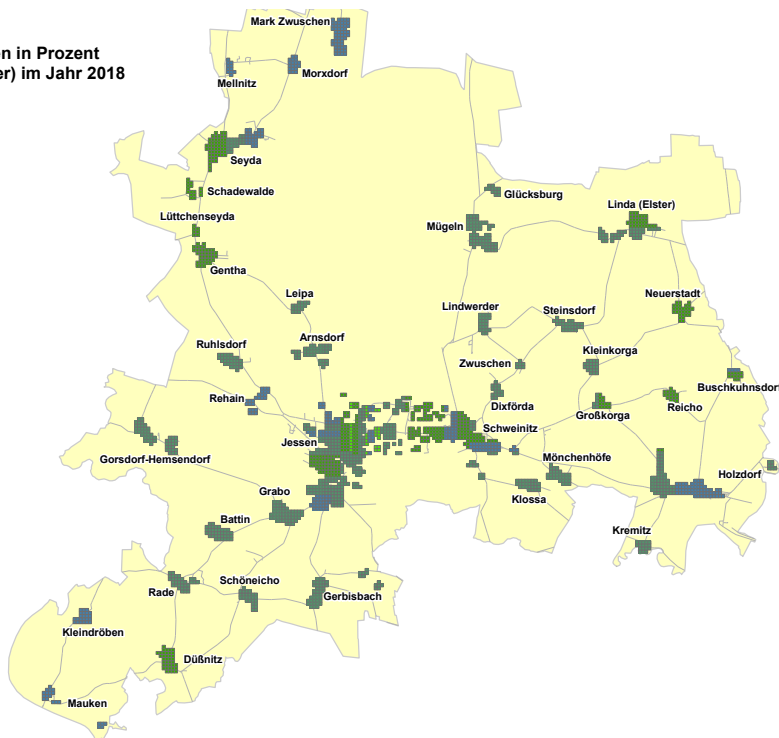 Mark Zwuschen
en in Prozent
er) im Jahr 2018
Mellnitz
Morxdorf
Seyda
Schadewalde
Glücksburg
Lüttchenseyda
Linda (Elster)
Mügeln
Gentha
Leipa
Neuerstadt
Lindwerder
Steinsdorf
Ruhlsdorf
Arnsdorf
Kleinkorga
Zwuschen
Buschkuhnsdorf
Rehain
Dixförda
Reicho
Großkorga
Jessen
Schweinitz
Gorsdorf-Hemsendorf
Mönchenhöfe
Holzdorf
Grabo
Klossa
Battin
Kremitz
Rade
Schöneicho
Gerbisbach
Kleindröben
Düßnitz
Mauken